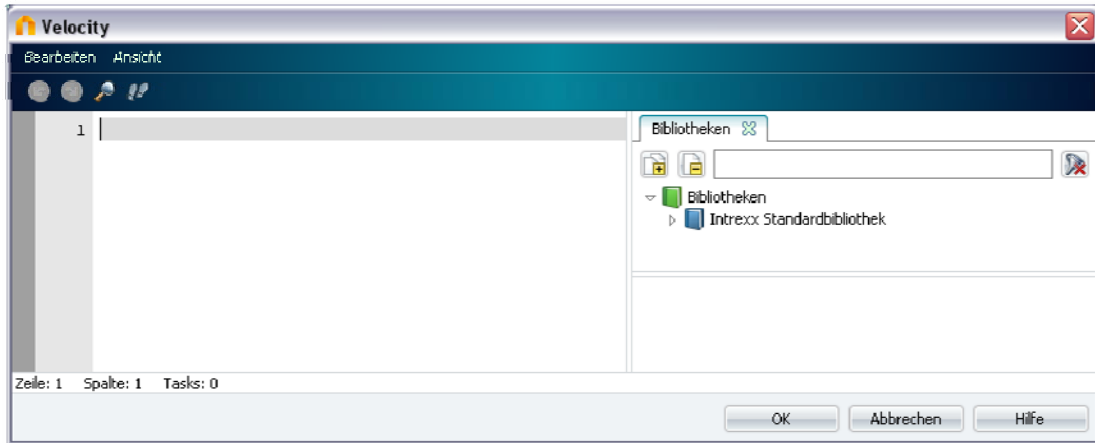 Velocity
Bearbeiten Ansicht
1
Bibliotheken
Bibliotheken
Intrexx Standardbibliothek
Zeile: 1 Spalte: 1 Tasks: 0
OK Abbrechen Hilfe